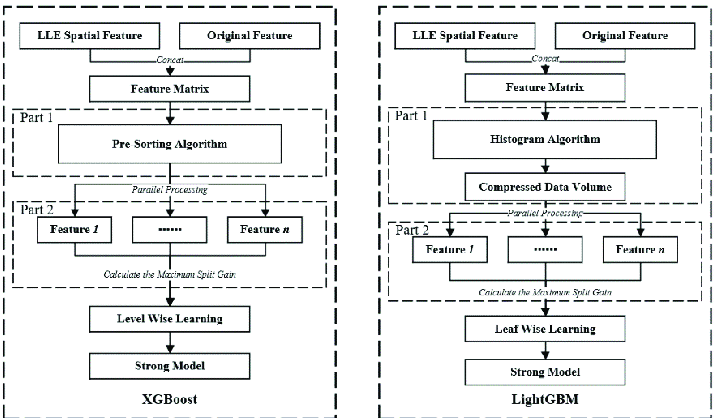 LLE Spatial Feature
Original Feature
Concat
Feature Matrix
Part 1
Pre Sorting Algorithm
Parallel Processing
Part 2
Feature 1
......
Feature n
Calculate the Maximum Split Gain
Level Wise Learning
Strong Model
XGBoost
LLE Spatial Feature
Original Feature
Concat
Feature Matrix
Part 1
Histogram Algorithm
Compressed Data Volume
Parallel Processing
Part 2
Feature 1
......
Feature n
Calculate the Maximum Split Gain
Leaf Wise Learning
Strong Model
LightGBM